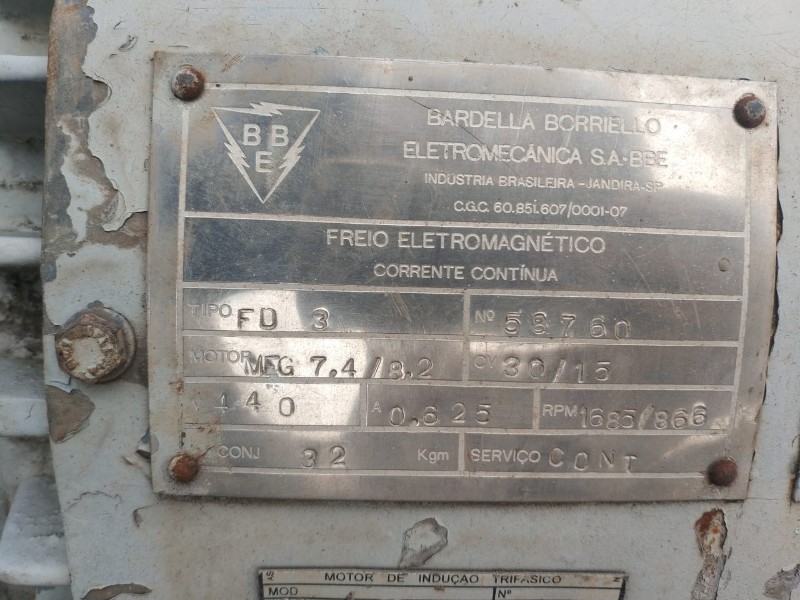 BBE
BARDELLA BORRIELLO
ELETROMECÂNICA S.A-BBE
INDÚSTRIA BRASILEIRA-JANDIRA-SP
C.G.C. 60.851.607/0001-07
FREIO ELETROMAGNÉTICO
CORRENTE CONTÍNUA
TIPO FD 3 Nº 58760
MOTOR MFG 7.4/8.2 CV 30/15
V 440 A 0.625 RPM 1685/866
CONJ 32 Kgm SERVIÇO CONT
MOTOR DE INDUÇÃO TRIFÁSICO
MOD Nº